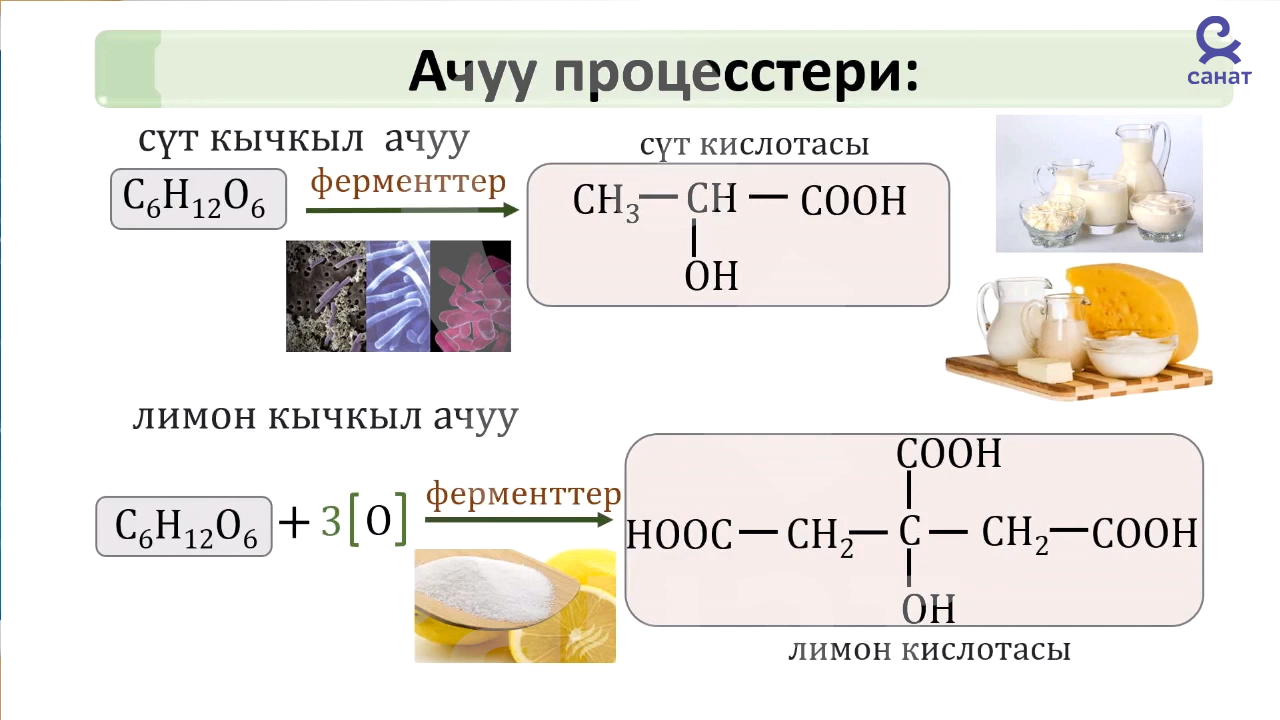 Ачуу процесстери:
санат
сүт кычкыл ачуу
сүт кислотасы
C₆H₁₂O₆
ферменттер
CH₃ — CH — COOH
OH
лимон кычкыл ачуу
COOH
C₆H₁₂O₆ + 3[O]
ферменттер
HOOC — CH₂ — C — CH₂ — COOH
OH
лимон кислотасы